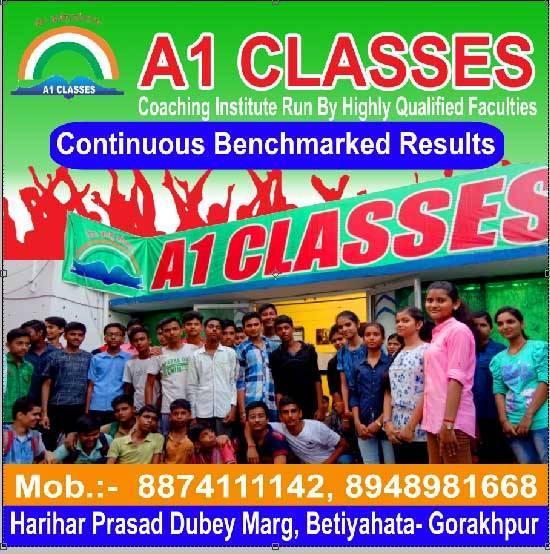 A1 CLASSES
A1 CLASSES
Coaching Institute Run By Highly Qualified Faculties
Continuous Benchmarked Results
A1 CLASSES
Mob.:- 8874111142, 8948981668
Harihar Prasad Dubey Marg, Betiyahata- Gorakhpur